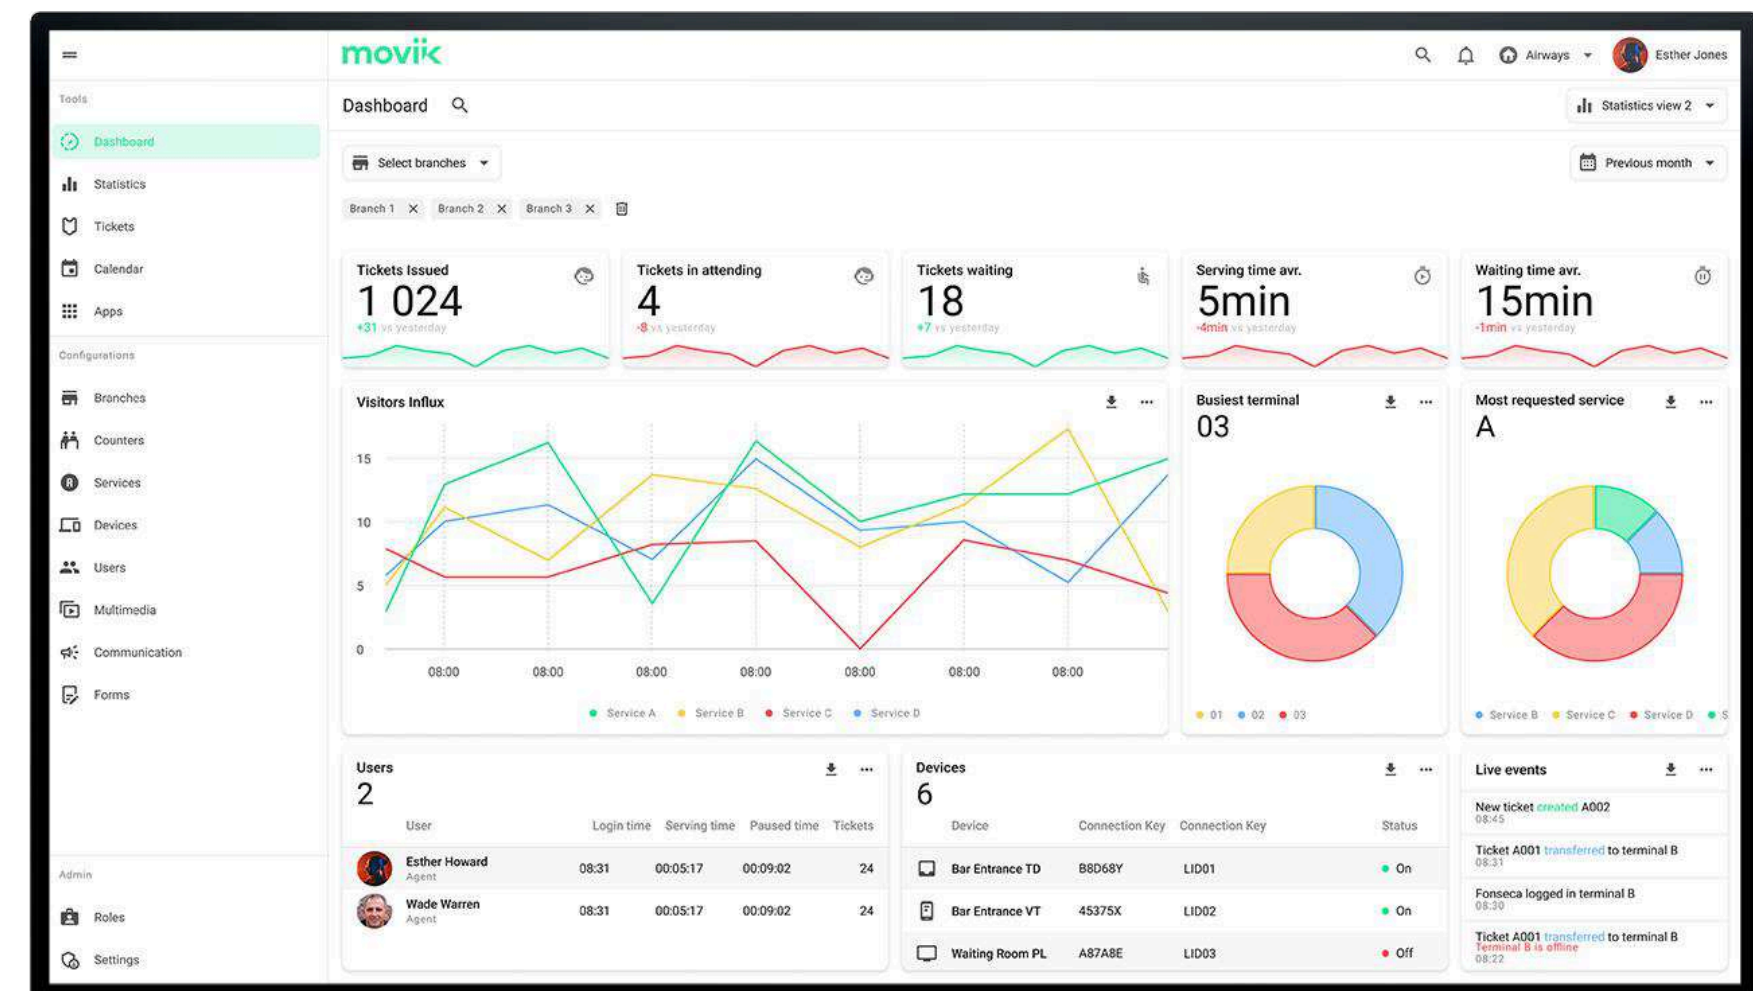 movik
Airways
Esther Jones
Tools
Dashboard
Statistics
Tickets
Calendar
Apps
Configurations
Branches
Counters
Services
Devices
Users
Multimedia
Communication
Forms
Admin
Roles
Settings
Dashboard
Statistics view 2
Select branches
Previous month
Branch 1
Branch 2
Branch 3
Tickets Issued
1 024
+31 vs yesterday
Tickets in attending
4
-8 vs yesterday
Tickets waiting
18
+7 vs yesterday
Serving time avr.
5min
-4min vs yesterday
Waiting time avr.
15min
-1min vs yesterday
Visitors Influx
15
10
5
0
08:00 08:00 08:00 08:00 08:00 08:00 08:00
Service A Service B Service C Service D
Busiest terminal
03
01 02 03
Most requested service
A
Service B Service C Service D S
Users
2
User Login time Serving time Paused time Tickets
Esther Howard 08:31 00:05:17 00:09:02 24
Agent
Wade Warren 08:31 00:05:17 00:09:02 24
Agent
Devices
6
Device Connection Key Connection Key Status
Bar Entrance TD B8D68Y LID01 On
Bar Entrance VT 45375X LID02 On
Waiting Room PL A87A8E LID03 Off
Live events
New ticket created A002
08:45
Ticket A001 transferred to terminal B
08:31
Fonseca logged in terminal B
08:30
Ticket A001 transferred to terminal B
Terminal B is offline
08:22